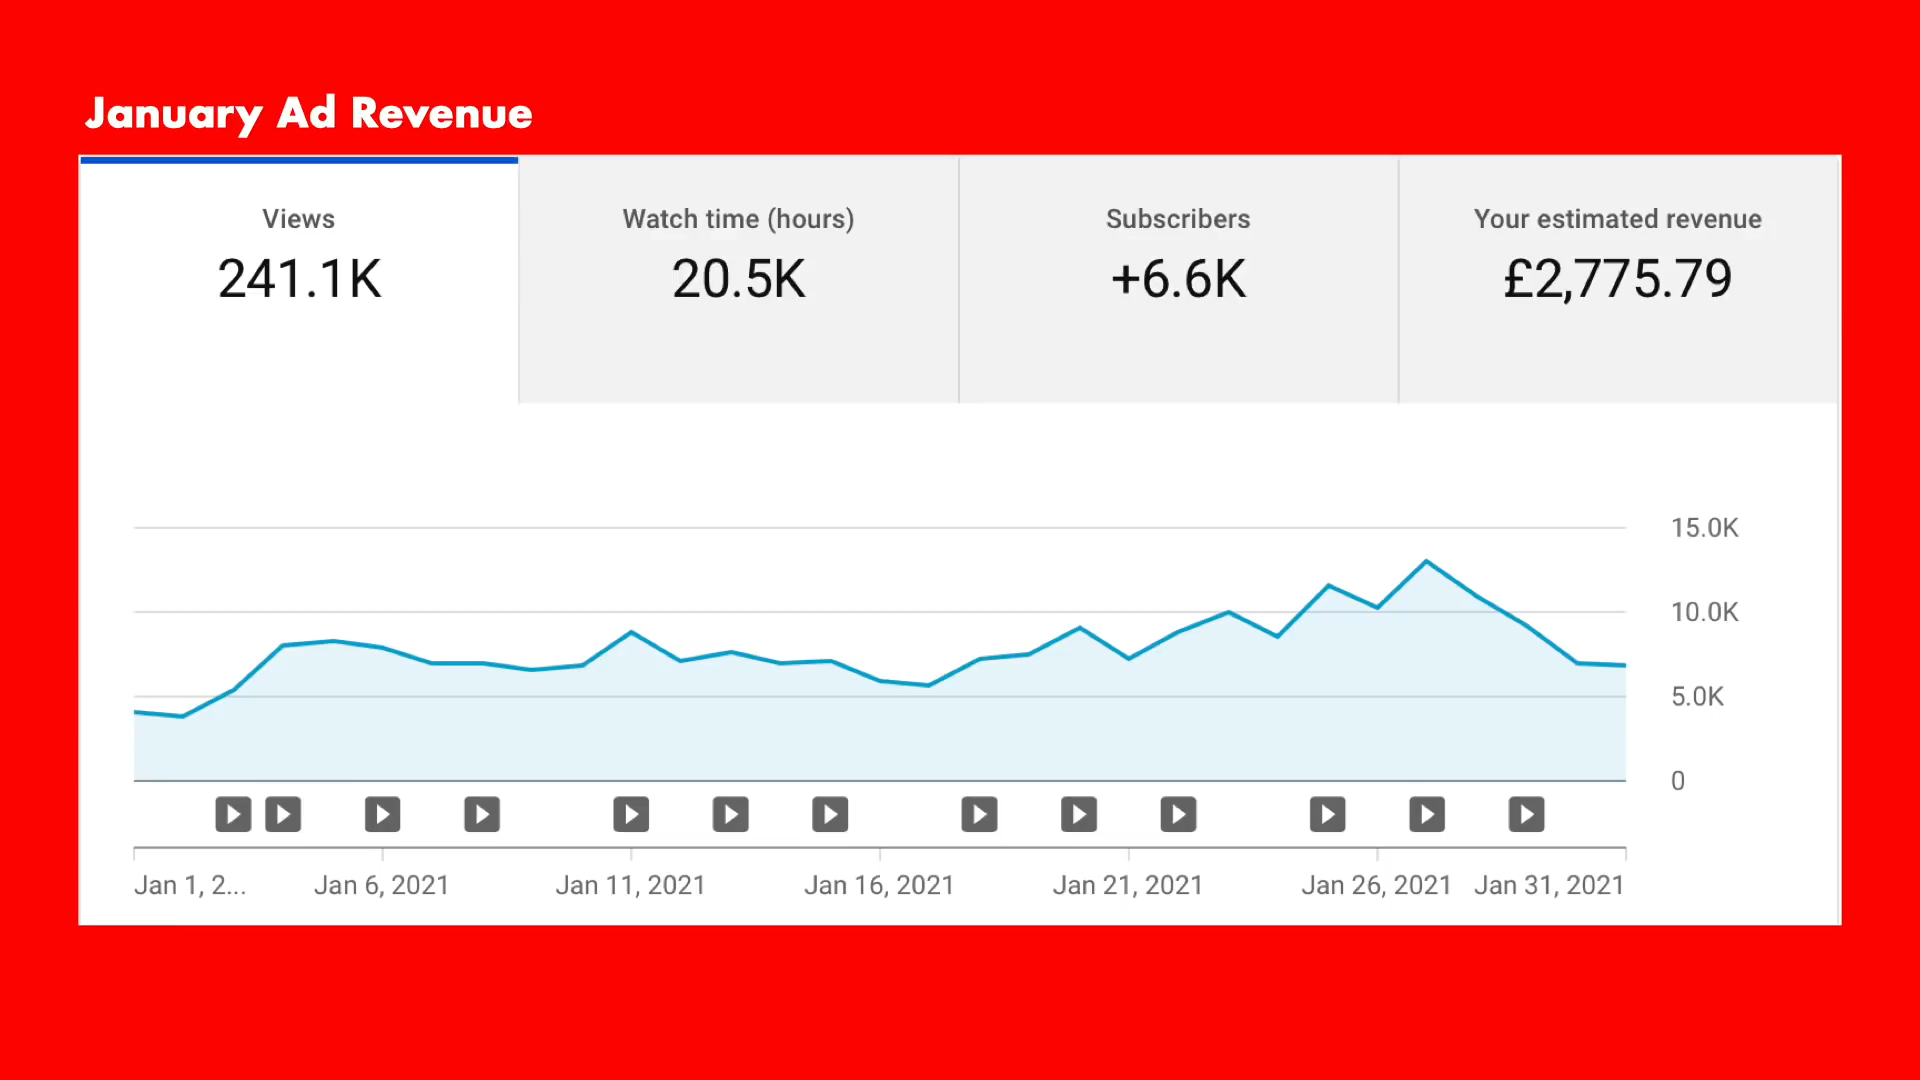 January Ad Revenue
Views
241.1K
Watch time (hours)
20.5K
Subscribers
+6.6K
Your estimated revenue
£2,775.79
15.0K
10.0K
5.0K
0
Jan 1, 2... Jan 6, 2021 Jan 11, 2021 Jan 16, 2021 Jan 21, 2021 Jan 26, 2021 Jan 31, 2021